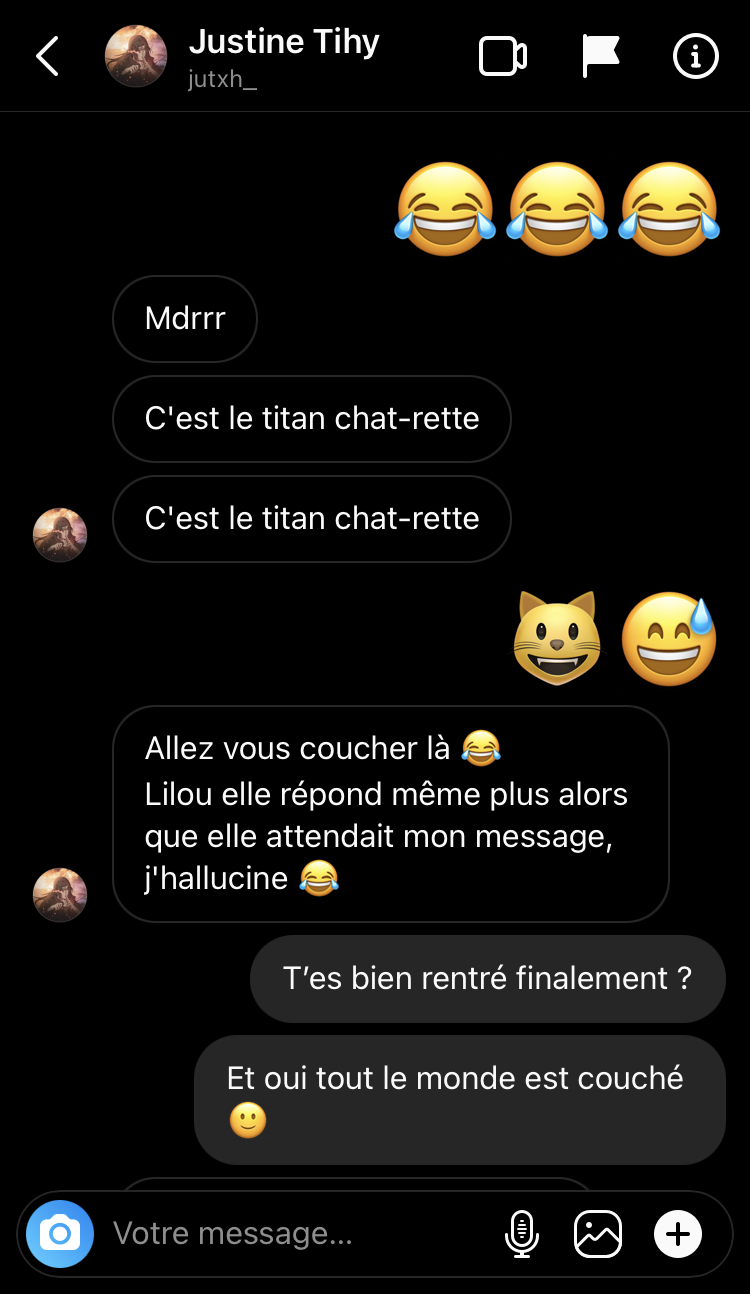 Justine Tihy
jutxh_
😂😂😂
Mdrrr
C'est le titan chat-rette
C'est le titan chat-rette
😺😅
Allez vous coucher là 😂
Lilou elle répond même plus alors
que elle attendait mon message,
j'hallucine 😂
T’es bien rentré finalement ?
Et oui tout le monde est couché
🙂
Votre message...